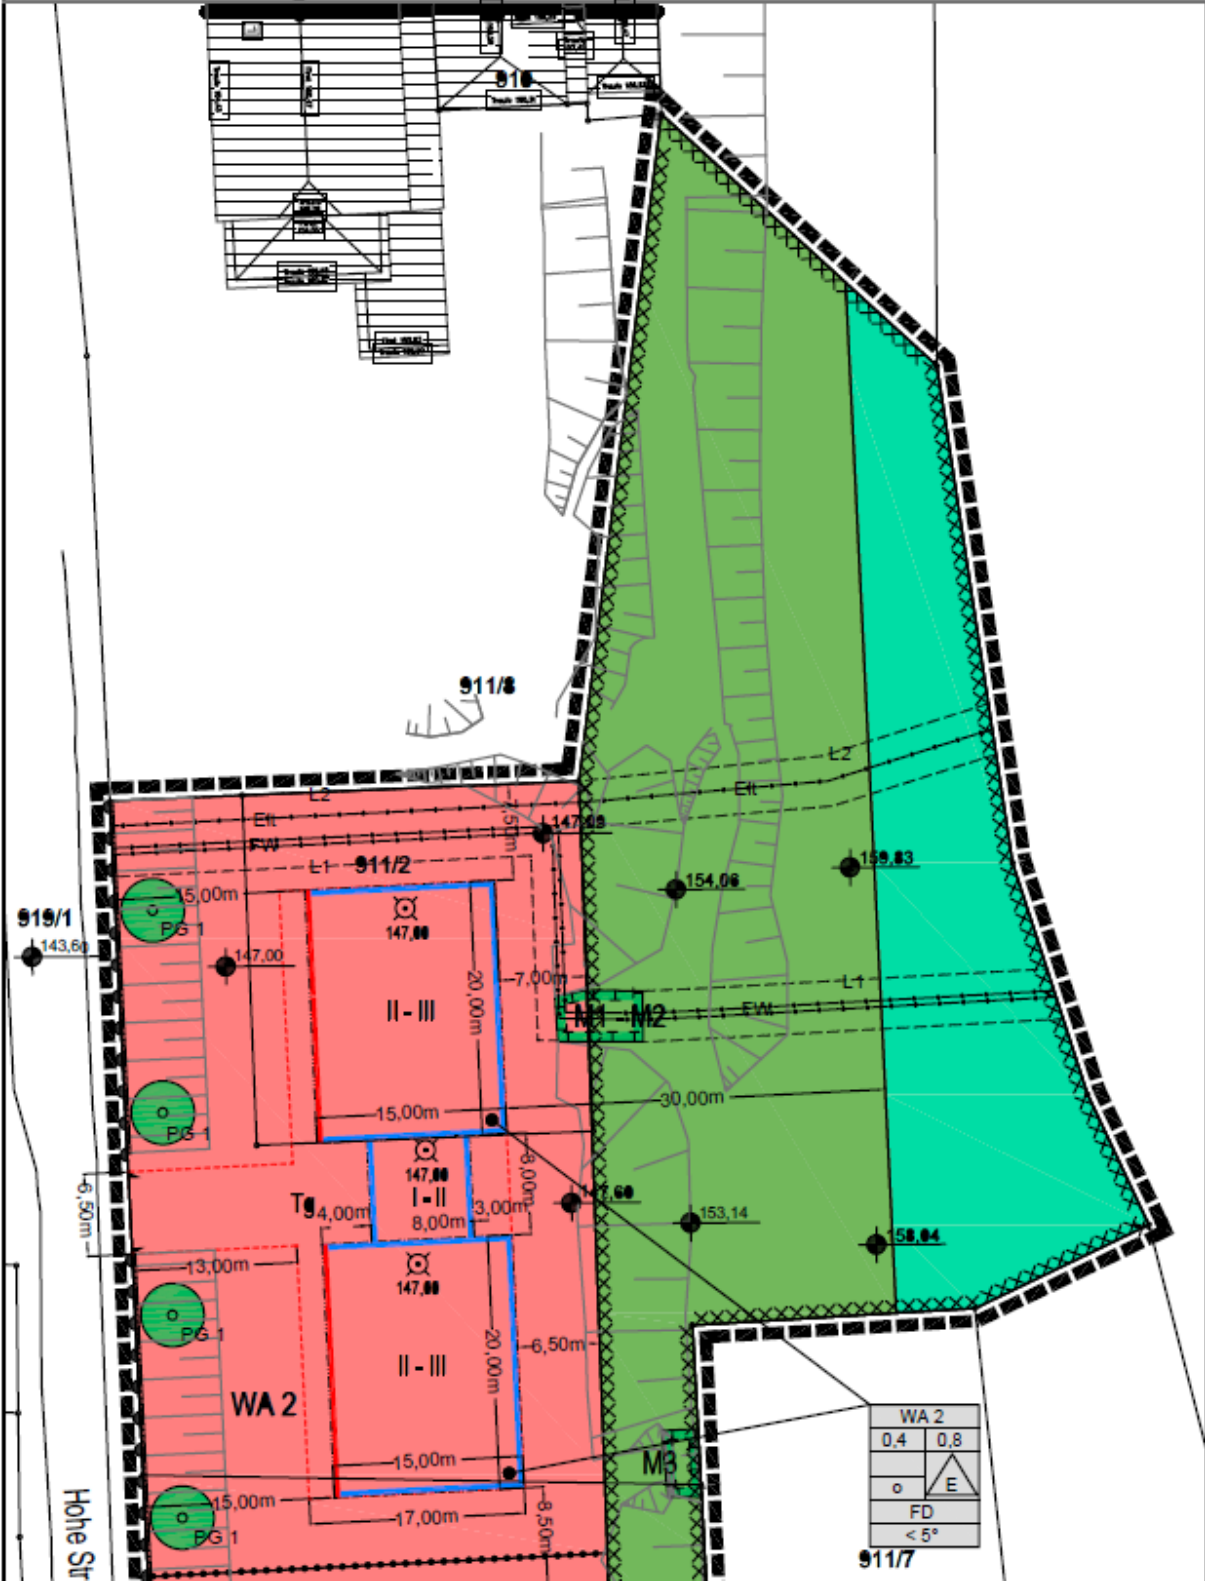 910
911/8
L2
L2
Elt
Elt
FW
147,09
7,50m
L1
911/2
159,83
154,06
15,00m
919/1
PG 1
147,00
143,60
147,00
20,00m
7,00m
L1
II - III
M1
M2
FW
15,00m
30,00m
PG 1
147,00
8,00m
6,50m
Tg
I - II
147,60
4,00m
8,00m
3,00m
153,14
158,04
13,00m
147,00
PG 1
20,00m
6,50m
II - III
WA 2
WA 2
0,4
0,8
M3
15,00m
o
E
Hohe Str
15,00m
17,00m
8,50m
FD
PG 1
< 5°
911/7